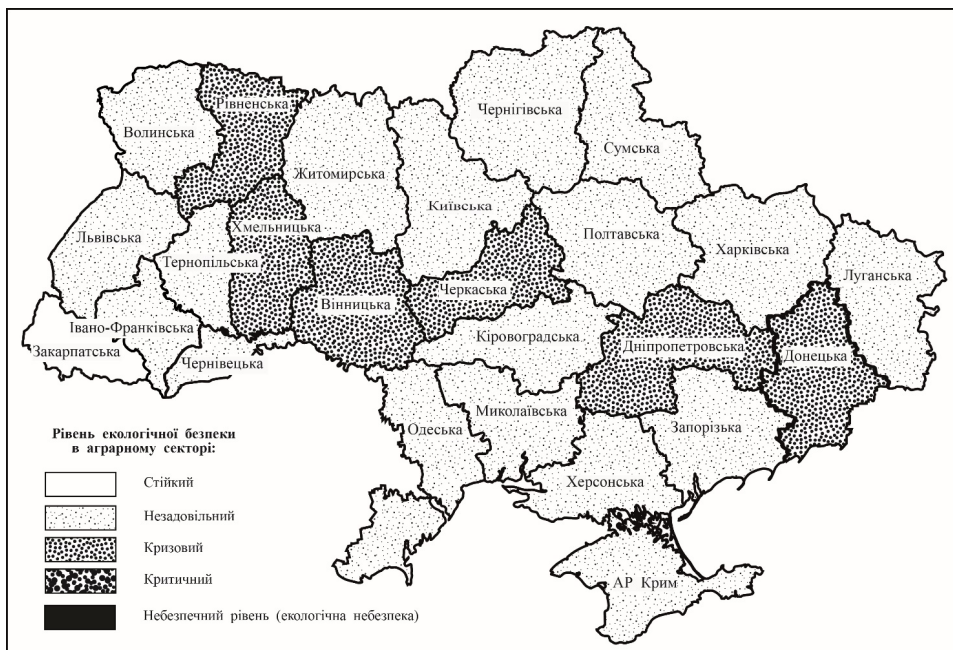 Рівненська
Чернігівська
Волинська
Сумська
Житомирська
Київська
Хмельницька
Львівська
Полтавська
Харківська
Тернопільська
Луганська
Черкаська
Вінницька
Івано-Франківська
Кіровоградська
Дніпропетровська
Донецька
Закарпатська
Чернівецька
Миколаївська
Одеська
Запорізька
Херсонська
АР Крим
Рівень екологічної безпеки
в аграрному секторі:
Стійкий
Незадовільний
Кризовий
Критичний
Небезпечний рівень (екологічна небезпека)